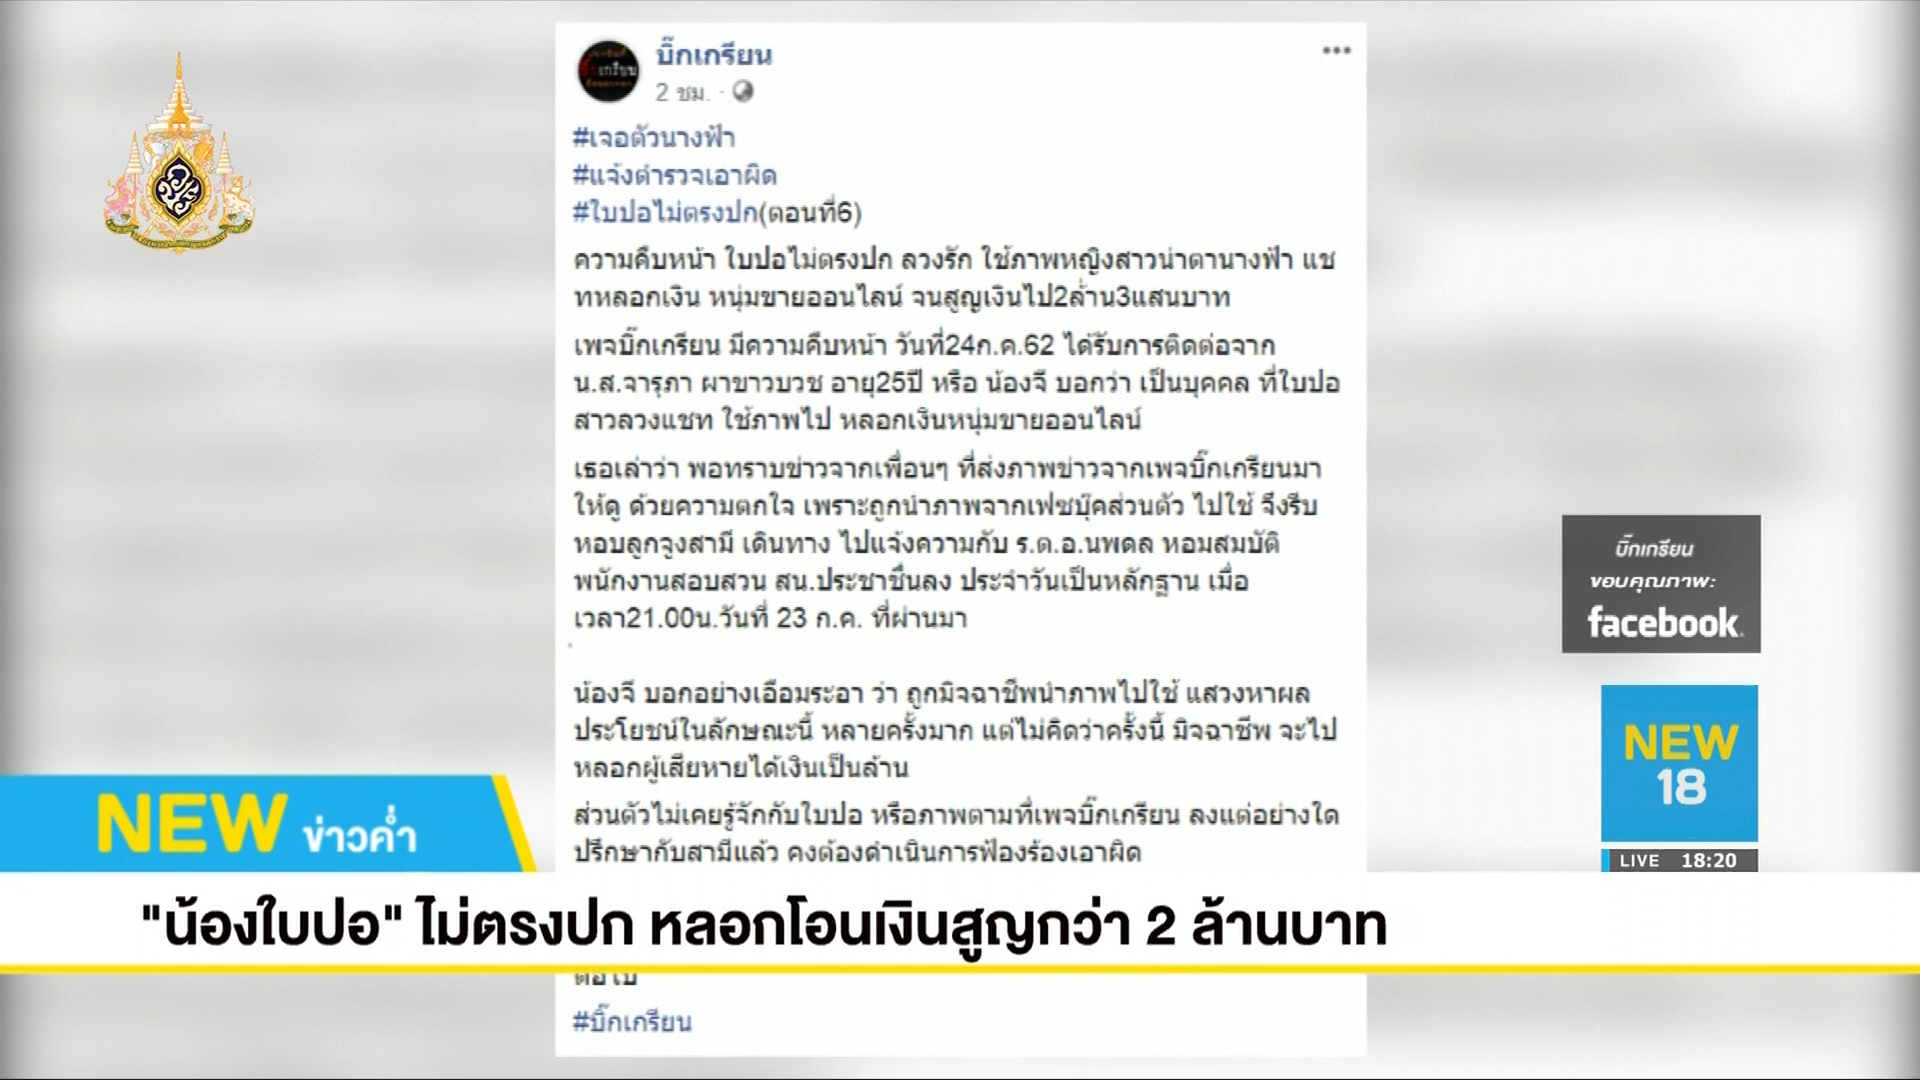 บิ๊กเกรียน
2 ชม. ·
#เจอตัวนางฟ้า
#แจ้งตำรวจเอาผิด
#ใบปอไม่ตรงปก(ตอนที่6)
ความคืบหน้า ใบปอไม่ตรงปก ลวงรัก ใช้ภาพหญิงสาวน่าตานางฟ้า แช
ทหลอกเงิน หนุ่มขายออนไลน์ จนสูญเงินไป2ล้าน3แสนบาท
เพจบิ๊กเกรียน มีความคืบหน้า วันที่24ก.ค.62 ได้รับการติดต่อจาก
น.ส.จารุภา ผาขาวบวช อายุ25ปี หรือ น้องจี บอกว่า เป็นบุคคล ที่ใบปอ
สาวลวงแชท ใช้ภาพไป หลอกเงินหนุ่มขายออนไลน์
เธอเล่าว่า พอทราบข่าวจากเพื่อนๆ ที่ส่งภาพข่าวจากเพจบิ๊กเกรียนมา
ให้ดู ด้วยความตกใจ เพราะถูกนำภาพจากเฟซบุ๊คส่วนตัว ไปใช้ จึงรีบ
หอบลูกจูงสามี เดินทาง ไปแจ้งความกับ ร.ต.อ.นพดล หอมสมบัติ
พนักงานสอบสวน สน.ประชาชื่นลง ประจำวันเป็นหลักฐาน เมื่อ
เวลา21.00น.วันที่ 23 ก.ค. ที่ผ่านมา
น้องจี บอกอย่างเอือมระอา ว่า ถูกมิจฉาชีพนำภาพไปใช้ แสวงหาผล
ประโยชน์ในลักษณะนี้ หลายครั้งมาก แต่ไม่คิดว่าครั้งนี้ มิจฉาชีพ จะไป
หลอกผู้เสียหายได้เงินเป็นล้าน
ส่วนตัวไม่เคยรู้จักกับใบปอ หรือภาพตามที่เพจบิ๊กเกรียน ลงแต่อย่างใด
ปรึกษากับสามีแล้ว คงต้องดำเนินการฟ้องร้องเอาผิด
#บิ๊กเกรียน
บิ๊กเกรียน
ขอบคุณภาพ:
facebook
NEW
18
LIVE 18:20
NEW ข่าวค่ำ
"น้องใบปอ" ไม่ตรงปก หลอกโอนเงินสูญกว่า 2 ล้านบาท